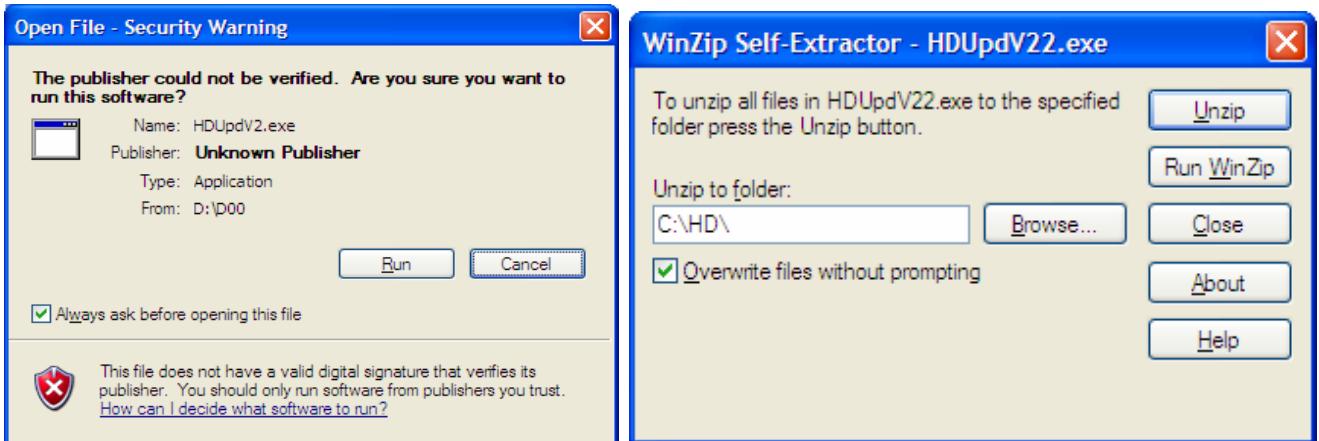 Open File - Security Warning
The publisher could not be verified. Are you sure you want to
run this software?
Name: HDUpdV2.exe
Publisher: Unknown Publisher
Type: Application
From: D:\D00
Run
Cancel
Always ask before opening this file
This file does not have a valid digital signature that verifies its
publisher. You should only run software from publishers you trust.
How can I decide what software to run?
WinZip Self-Extractor - HDUpdV22.exe
To unzip all files in HDUpdV22.exe to the specified
folder press the Unzip button.
Unzip to folder:
C:\HD\
Browse...
Overwrite files without prompting
Unzip
Run WinZip
Close
About
Help